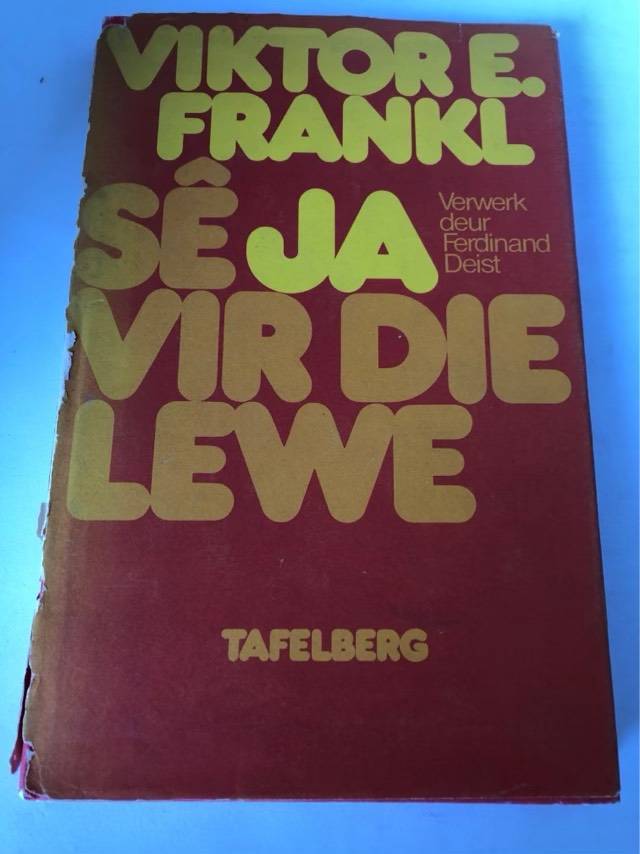 VIKTOR E.
FRANKL
SÊ JA
VIR DIE
LEWE
Verwerk
deur
Ferdinand
Deist
TAFELBERG